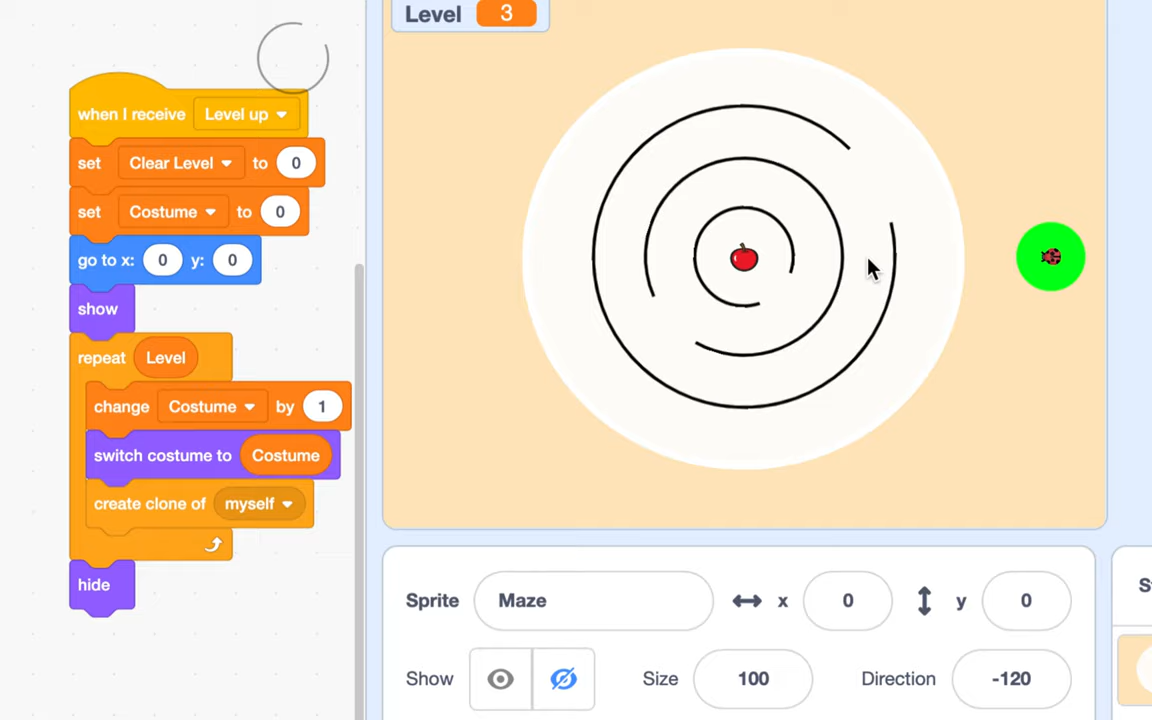 Level 3
when I receive Level up
set Clear Level to 0
set Costume to 0
go to x: 0 y: 0
show
repeat Level
change Costume by 1
switch costume to Costume
create clone of myself
hide
Sprite Maze x 0 y 0
Show Size 100 Direction -120